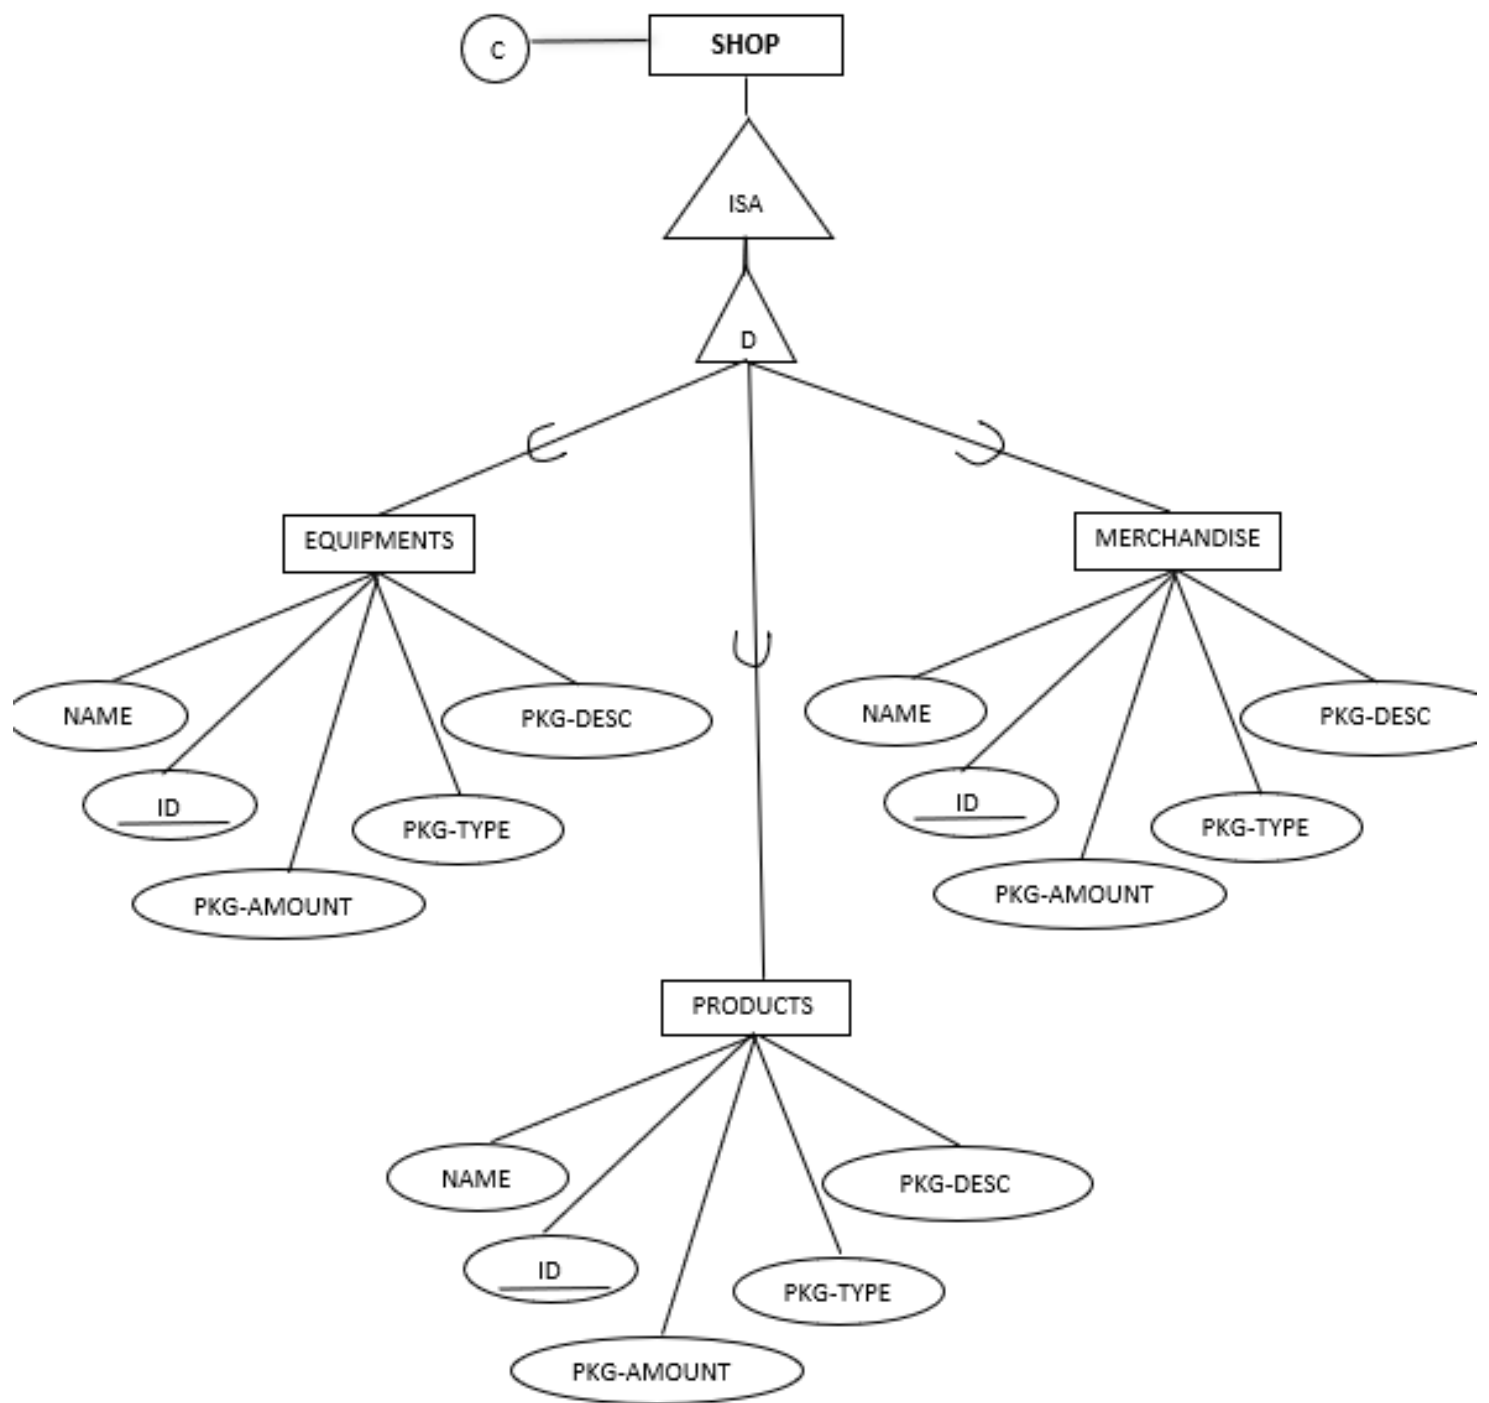 C
SHOP
ISA
D
EQUIPMENTS
MERCHANDISE
NAME
PKG-DESC
NAME
PKG-DESC
ID
PKG-TYPE
ID
PKG-TYPE
PKG-AMOUNT
PKG-AMOUNT
PRODUCTS
NAME
PKG-DESC
ID
PKG-TYPE
PKG-AMOUNT